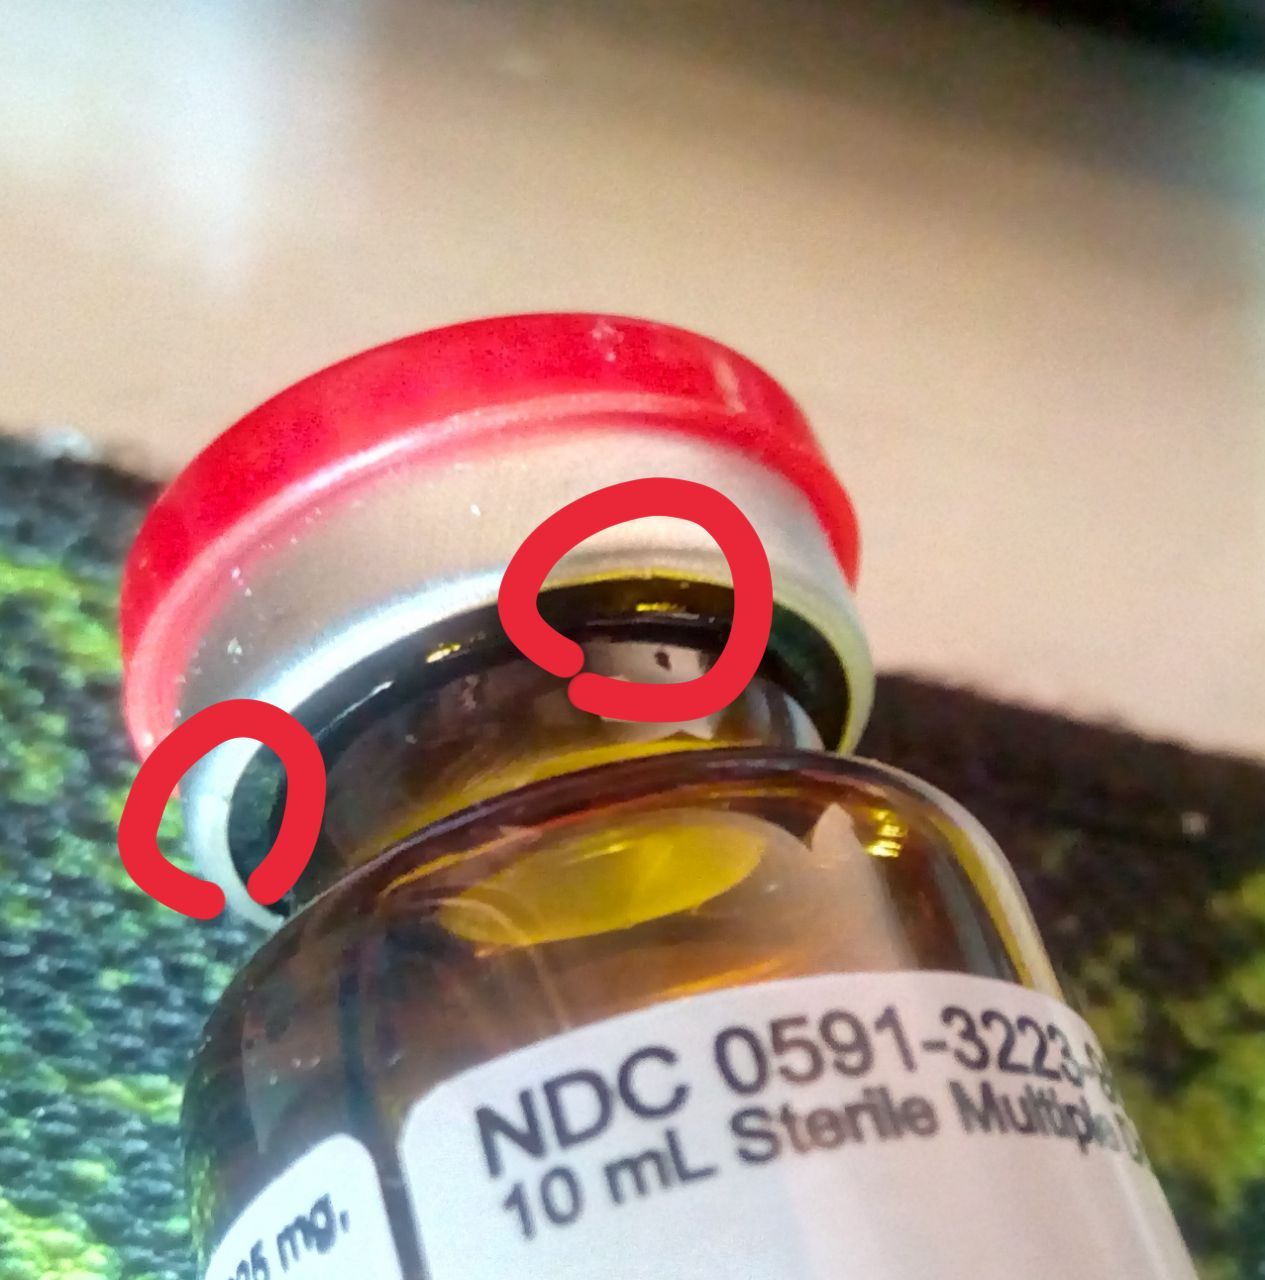 NDC 0591-3223-
10 mL Sterile Multiple
mg,